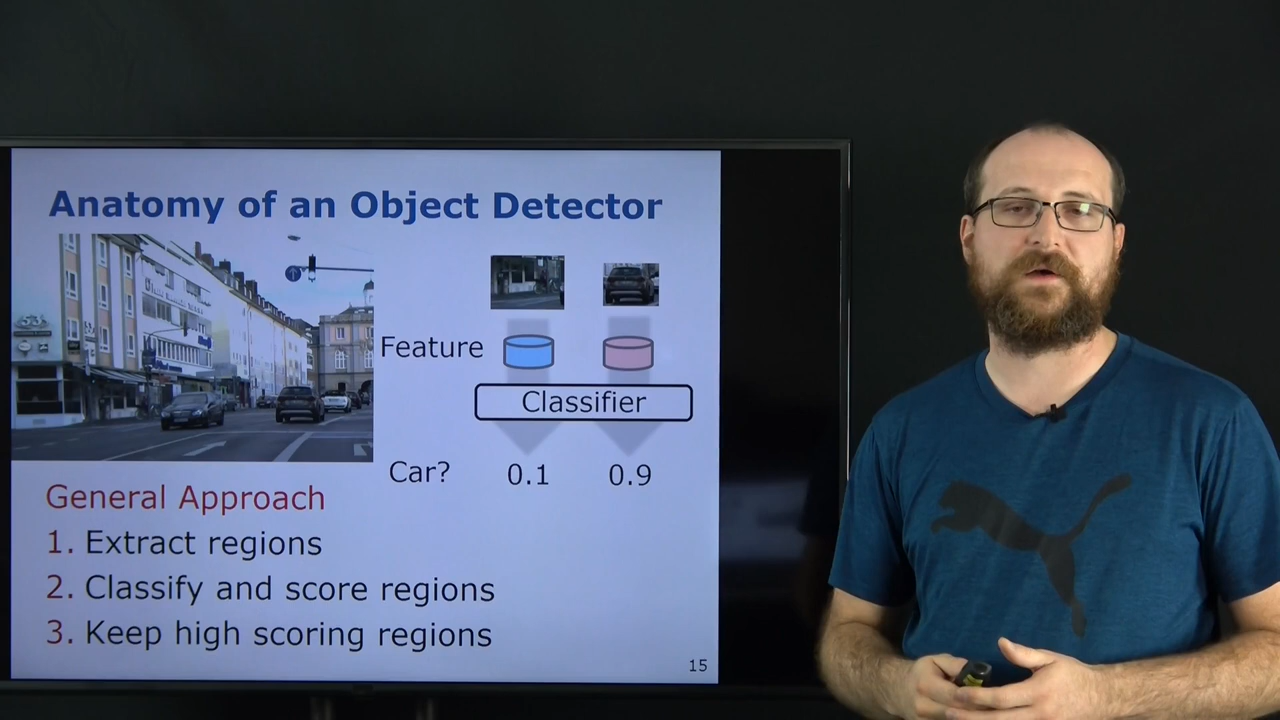 Anatomy of an Object Detector
53
Feature
Classifier
Car?
0.1
0.9
General Approach
1. Extract regions
2. Classify and score regions
3. Keep high scoring regions
15